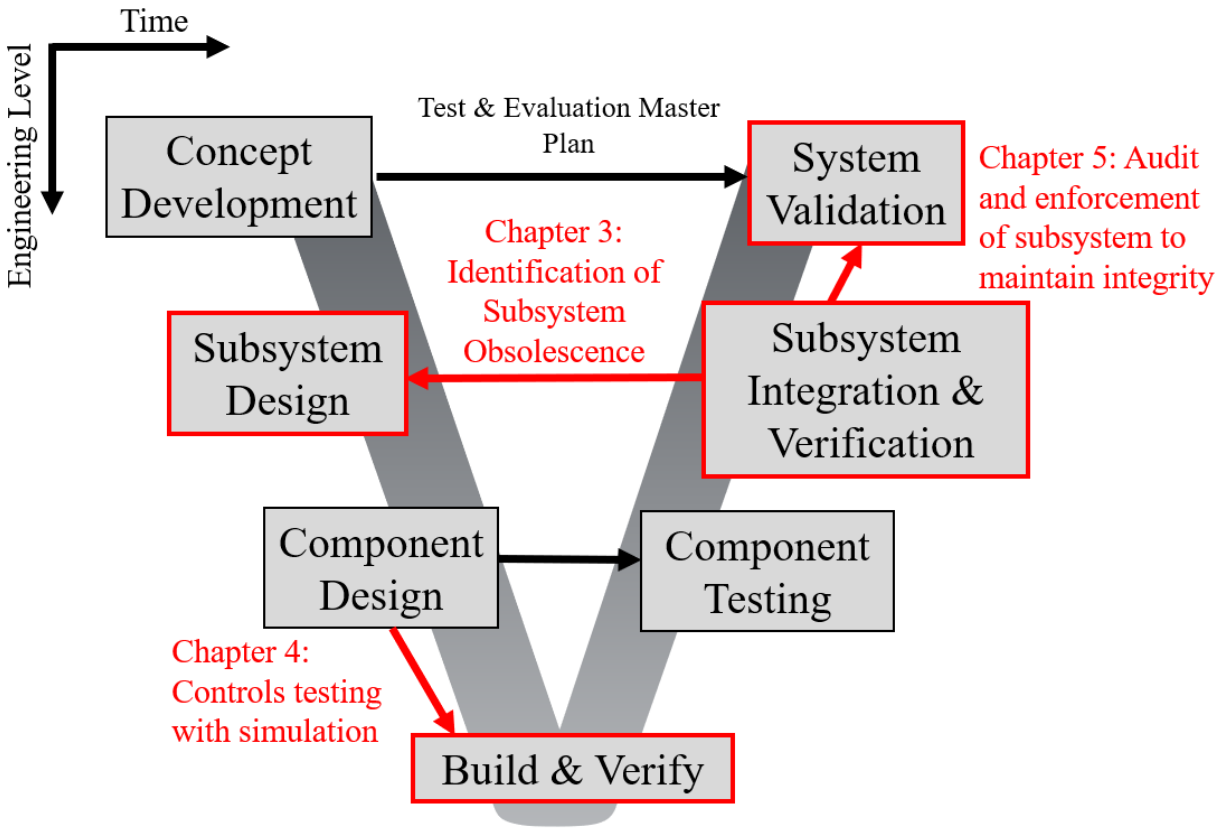 Time
Engineering Level
Concept
Development
Test & Evaluation Master
Plan
System
Validation
Chapter 5: Audit
and enforcement
of subsystem to
maintain integrity
Chapter 3:
Identification of
Subsystem
Obsolescence
Subsystem
Design
Subsystem
Integration &
Verification
Component
Design
Component
Testing
Chapter 4:
Controls testing
with simulation
Build & Verify